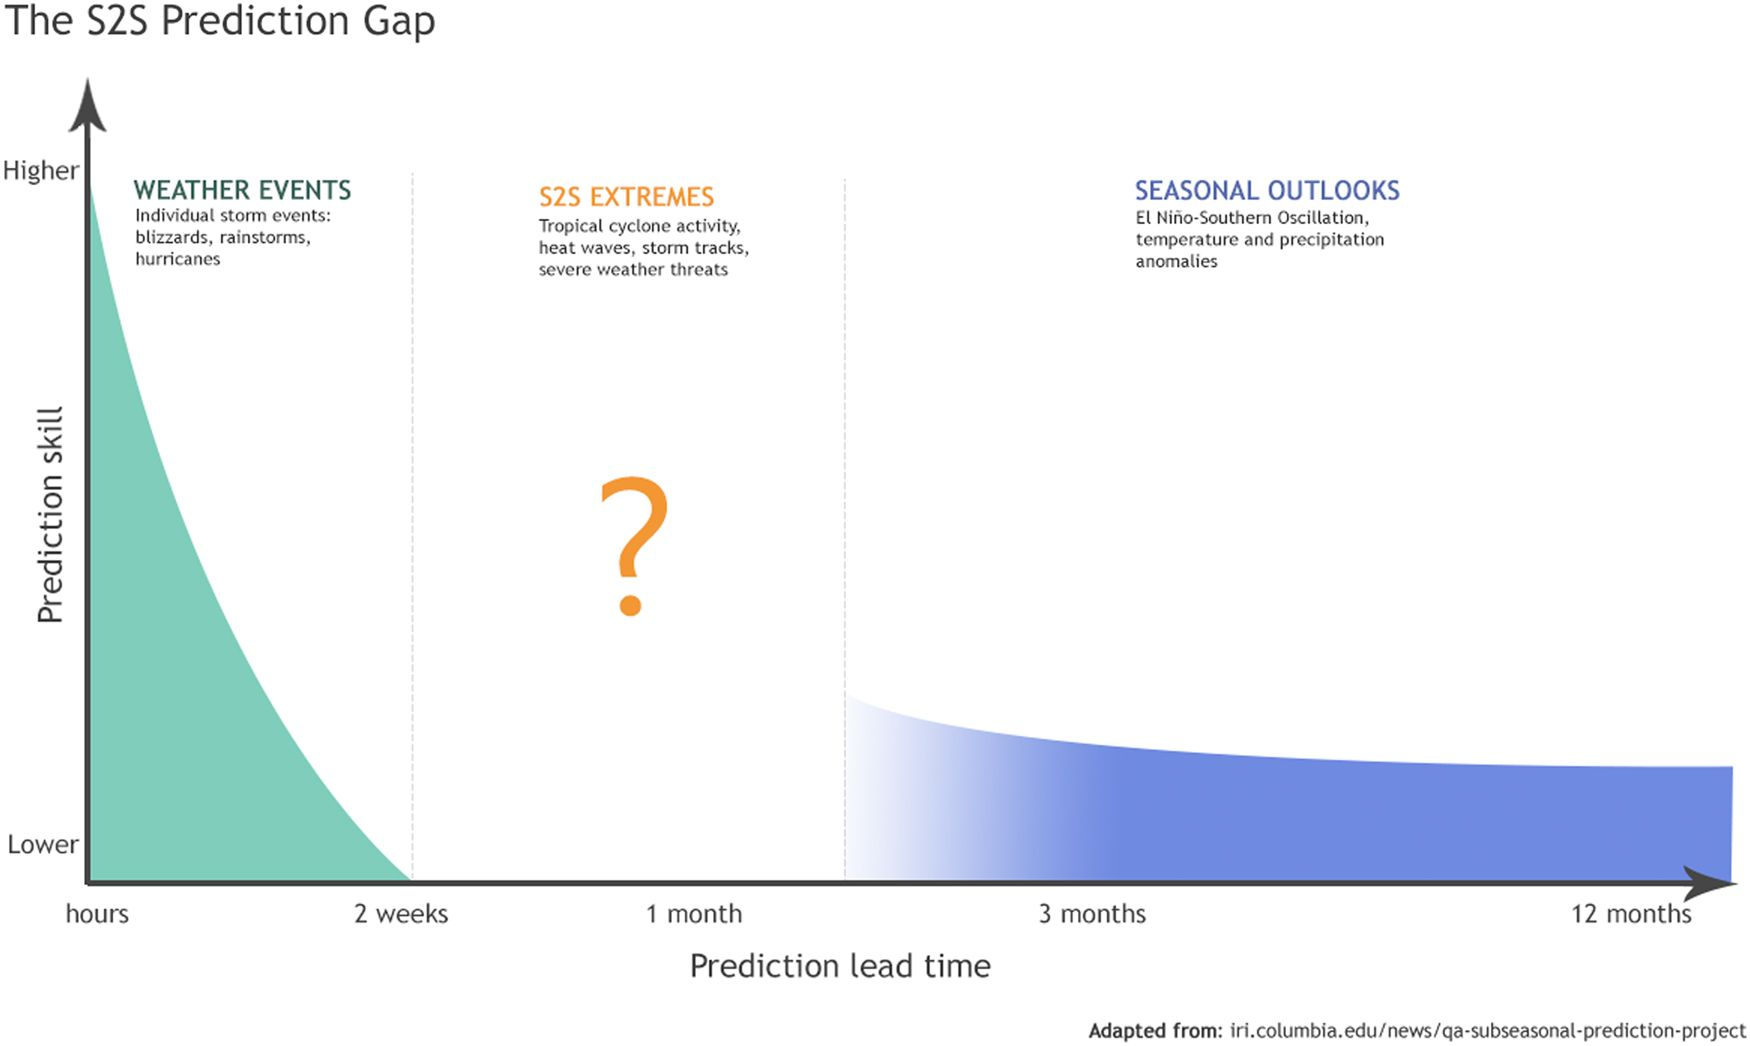 The S2S Prediction Gap
Higher
WEATHER EVENTS
Individual storm events:
blizzards, rainstorms,
hurricanes
S2S EXTREMES
Tropical cyclone activity,
heat waves, storm tracks,
severe weather threats
SEASONAL OUTLOOKS
El Niño-Southern Oscillation,
temperature and precipitation
anomalies
Prediction skill
?
Lower
hours
2 weeks
1 month
3 months
12 months
Prediction lead time
Adapted from: iri.columbia.edu/news/qa-subseasonal-prediction-project